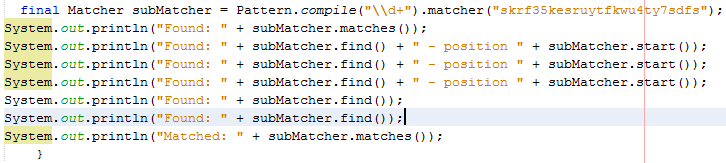 final Matcher subMatcher = Pattern.compile("\\d+").matcher("skrf35kesruytfkwu4ty7sdfs");
System.out.println("Found: " + subMatcher.matches());
System.out.println("Found: " + subMatcher.find() + " - position " + subMatcher.start());
System.out.println("Found: " + subMatcher.find() + " - position " + subMatcher.start());
System.out.println("Found: " + subMatcher.find() + " - position " + subMatcher.start());
System.out.println("Found: " + subMatcher.find());
System.out.println("Found: " + subMatcher.find());
System.out.println("Matched: " + subMatcher.matches());
}